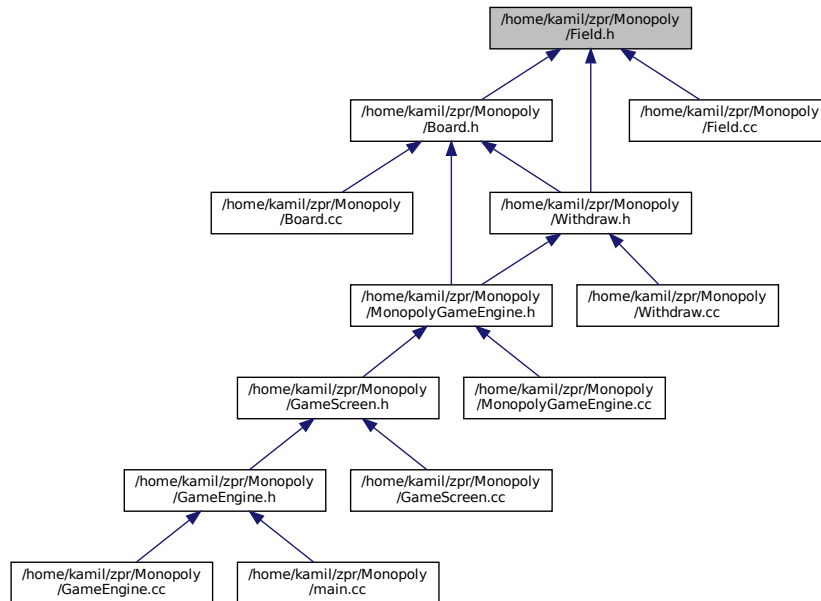 /home/kamil/zpr/Monopoly
/Field.h
/home/kamil/zpr/Monopoly
/Board.h
/home/kamil/zpr/Monopoly
/Field.cc
/home/kamil/zpr/Monopoly
/Board.cc
/home/kamil/zpr/Monopoly
/Withdraw.h
/home/kamil/zpr/Monopoly
/MonopolyGameEngine.h
/home/kamil/zpr/Monopoly
/Withdraw.cc
/home/kamil/zpr/Monopoly
/GameScreen.h
/home/kamil/zpr/Monopoly
/MonopolyGameEngine.cc
/home/kamil/zpr/Monopoly
/GameEngine.h
/home/kamil/zpr/Monopoly
/GameScreen.cc
/home/kamil/zpr/Monopoly
/GameEngine.cc
/home/kamil/zpr/Monopoly
/main.cc